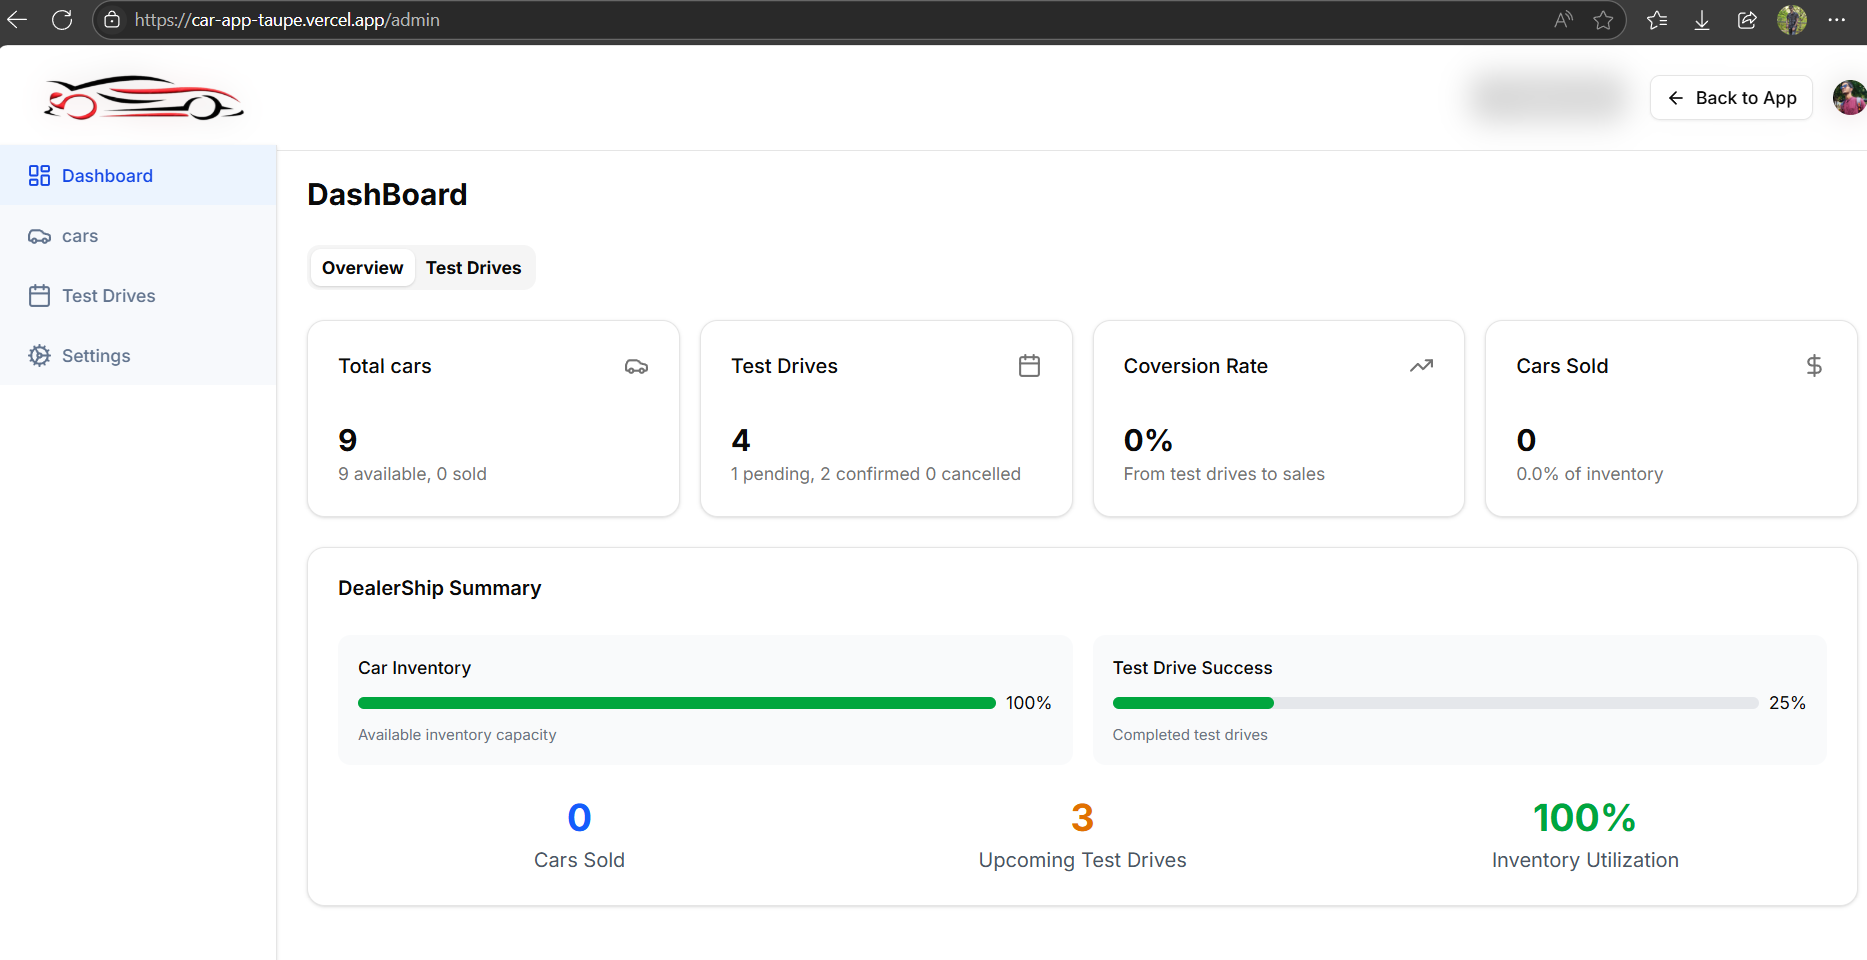 https://car-app-taupe.vercel.app/admin
Back to App
Dashboard
cars
Test Drives
Settings
DashBoard
Overview Test Drives
Total cars
9
9 available, 0 sold
Test Drives
4
1 pending, 2 confirmed 0 cancelled
Coversion Rate
0%
From test drives to sales
Cars Sold
$
0
0.0% of inventory
DealerShip Summary
Car Inventory
100%
Available inventory capacity
Test Drive Success
25%
Completed test drives
0
Cars Sold
3
Upcoming Test Drives
100%
Inventory Utilization